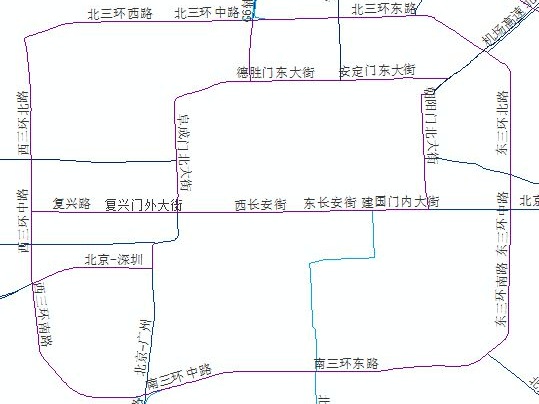 北三环西路
北三环中路
北三环东路
机场高速
德胜门东大街
安定门东大街
朝阳门北大街
阜成门北大街
西三环北路
东三环北路
复兴路
复兴门外大街
西长安街
东长安街
建国门内大街
北京
西三环中路
东三环中路
北京-深圳
东三环南路
西三环南路
北京-广州
南三环中路
南三环东路